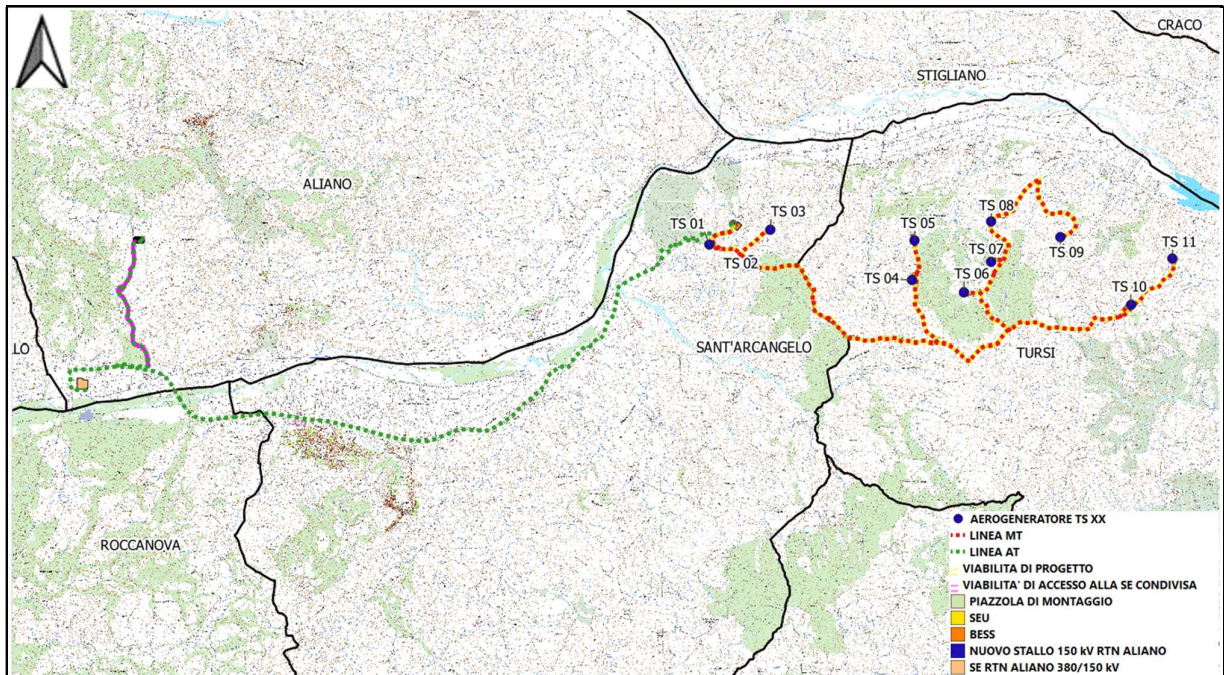 CRACO
STIGLIANO
ALIANO
TS 01
TS 03
TS 02
TS 05
TS 04
TS 08
TS 07
TS 06
TS 09
TS 11
TS 10
LO
SANT'ARCANGELO
TURSI
ROCCANOVA
AEROGENERATORE TS XX
LINEA MT
LINEA AT
VIABILITA DI PROGETTO
VIABILITA' DI ACCESSO ALLA SE CONDIVISA
PIAZZOLA DI MONTAGGIO
SEU
BESS
NUOVO STALLO 150 kV RTN ALIANO
SE RTN ALIANO 380/150 kV